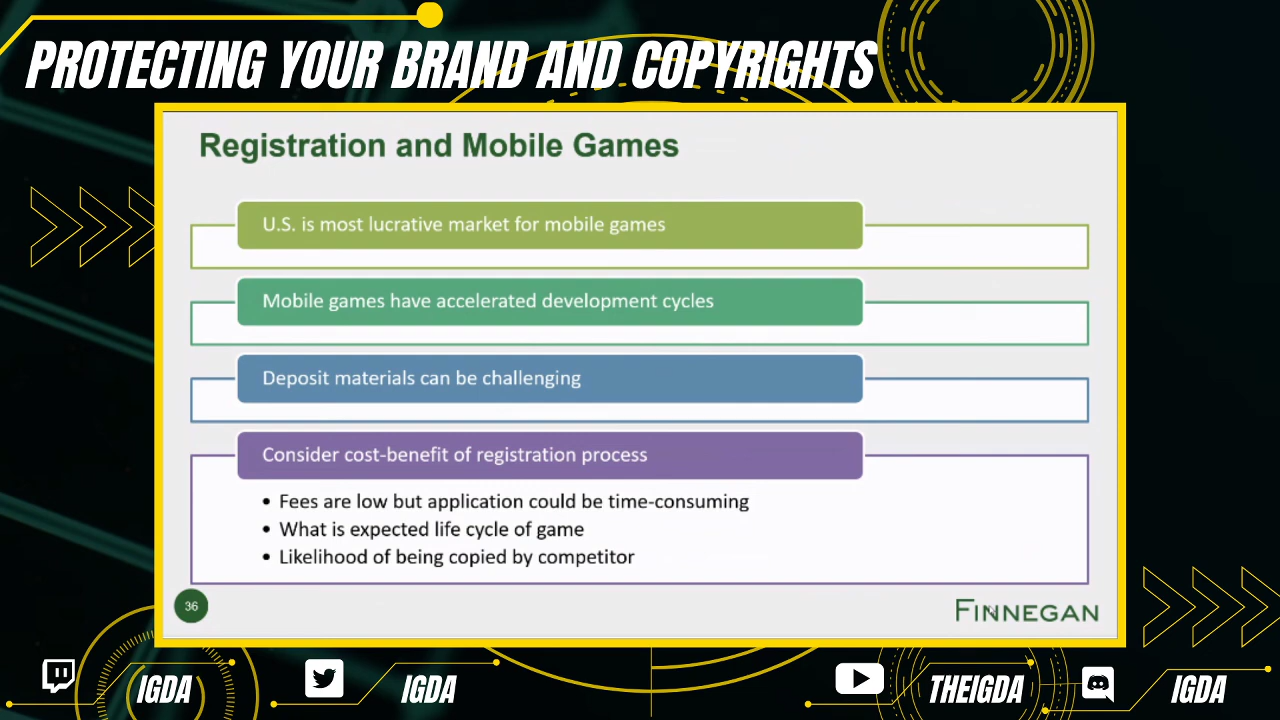 PROTECTING YOUR BRAND AND COPYRIGHTS
Registration and Mobile Games
U.S. is most lucrative market for mobile games
Mobile games have accelerated development cycles
Deposit materials can be challenging
Consider cost-benefit of registration process
• Fees are low but application could be time-consuming
• What is expected life cycle of game
• Likelihood of being copied by competitor
36
FINNEGAN
IGDA
IGDA
THEIGDA
IGDA